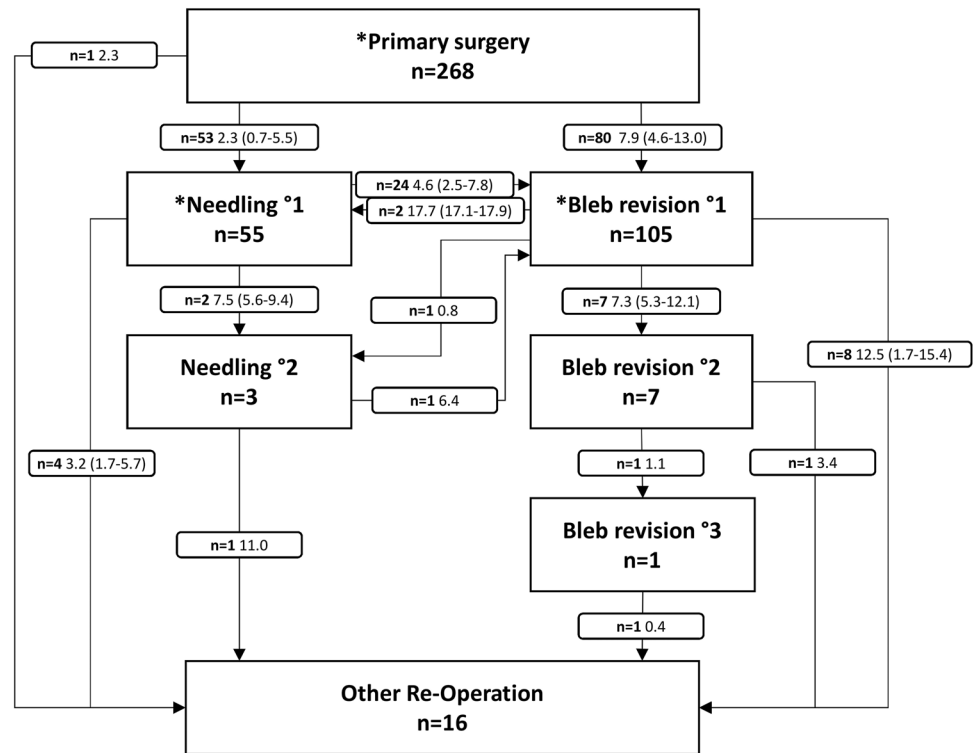 *Primary surgery
n=268
n=1 2.3
n=53 2.3 (0.7-5.5)
n=80 7.9 (4.6-13.0)
*Needling °1
n=55
n=24 4.6 (2.5-7.8)
n=2 17.7 (17.1-17.9)
*Bleb revision °1
n=105
n=2 7.5 (5.6-9.4)
n=1 0.8
n=7 7.3 (5.3-12.1)
n=8 12.5 (1.7-15.4)
Needling °2
n=3
n=1 6.4
Bleb revision °2
n=7
n=4 3.2 (1.7-5.7)
n=1 1.1
n=1 3.4
n=1 11.0
Bleb revision °3
n=1
n=1 0.4
Other Re-Operation
n=16